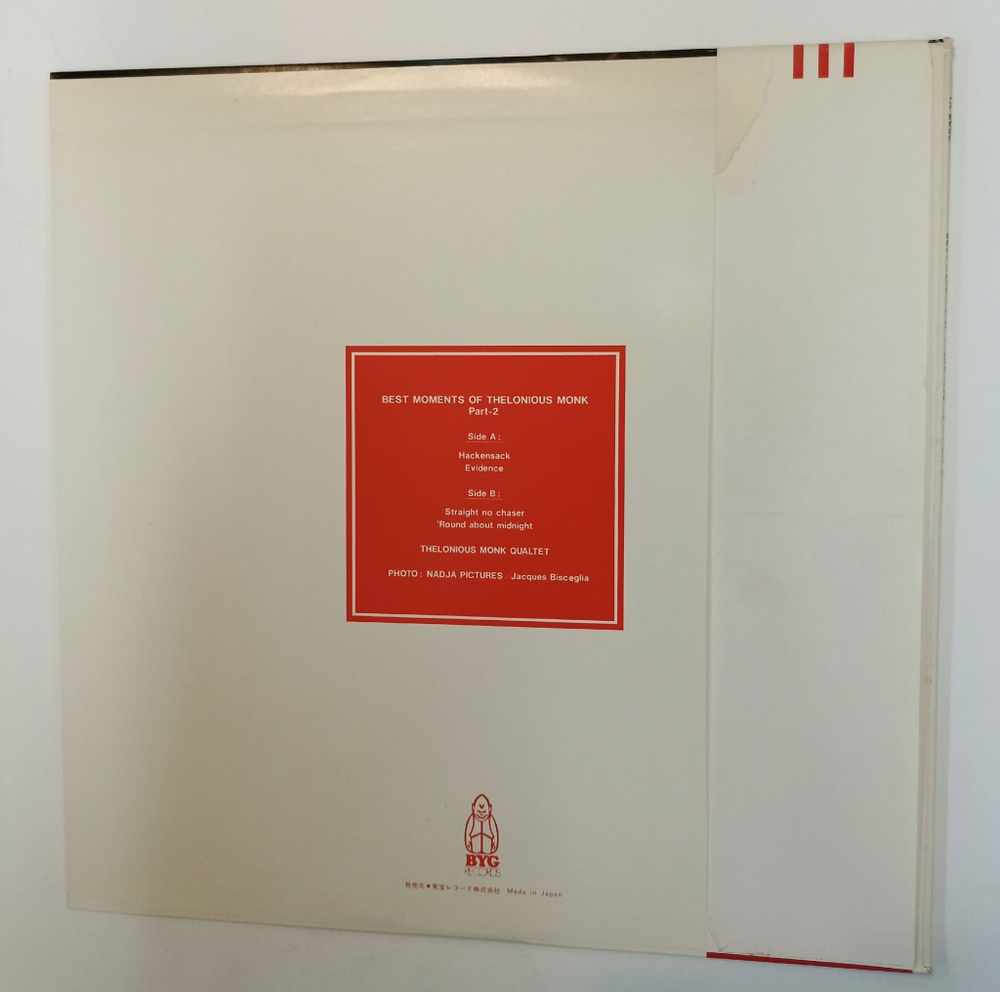 BEST MOMENTS OF THELONIOUS MONK
Part-2
Side A :
Hackensack
Evidence
Side B :
Straight no chaser
'Round about midnight
THELONIOUS MONK QUALTET
PHOTO : NADJA PICTURES / Jacques Bisceglia
BYG
RECORDS
発売元■東宝レコード株式会社 Made in Japan